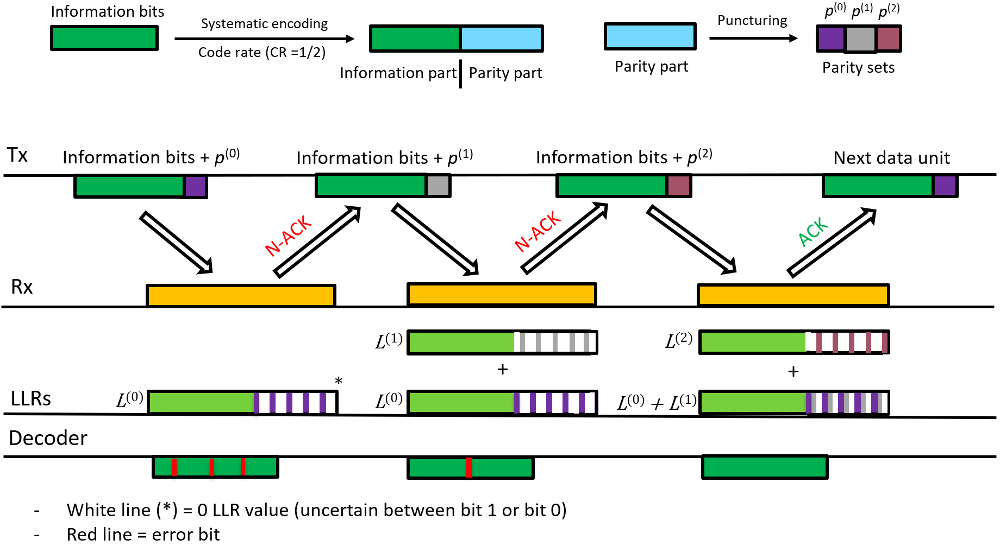 Information bits
Systematic encoding
Code rate (CR =1/2)
Information part
Parity part
Parity part
Puncturing
p(0) p(1) p(2)
Parity sets
Tx
Information bits + p(0)
Information bits + p(1)
Information bits + p(2)
Next data unit
N-ACK
N-ACK
ACK
Rx
L(1)
L(2)
+
+
*
LLRs
L(0)
L(0)
L(0) + L(1)
Decoder
- White line (*) = 0 LLR value (uncertain between bit 1 or bit 0)
- Red line = error bit